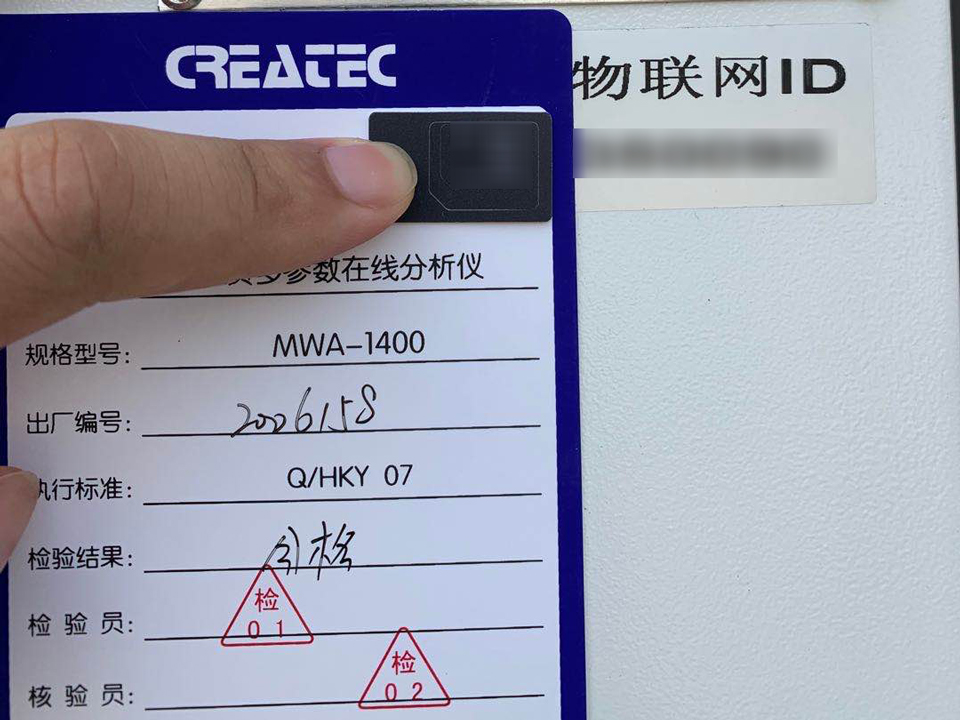 CREATEC
物联网ID
多参数在线分析仪
规格型号: MWA-1400
出厂编号: 2006158
执行标准: Q/HKY 07
检验结果: 合格
检验员: 检 01
核验员: 检 02